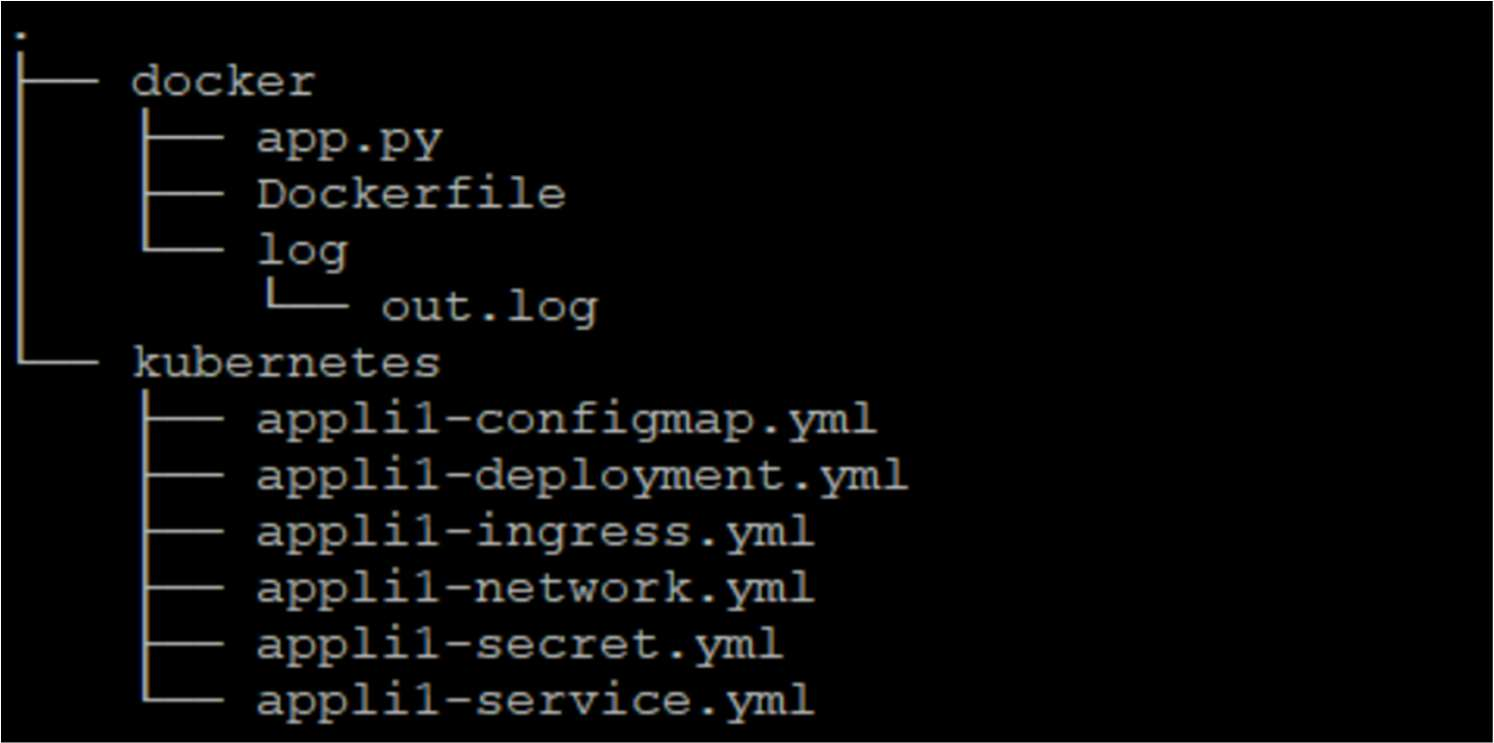 .
├── docker
│   ├── app.py
│   ├── Dockerfile
│   └── log
│       └── out.log
└── kubernetes
    ├── appli1-configmap.yml
    ├── appli1-deployment.yml
    ├── appli1-ingress.yml
    ├── appli1-network.yml
    ├── appli1-secret.yml
    └── appli1-service.yml